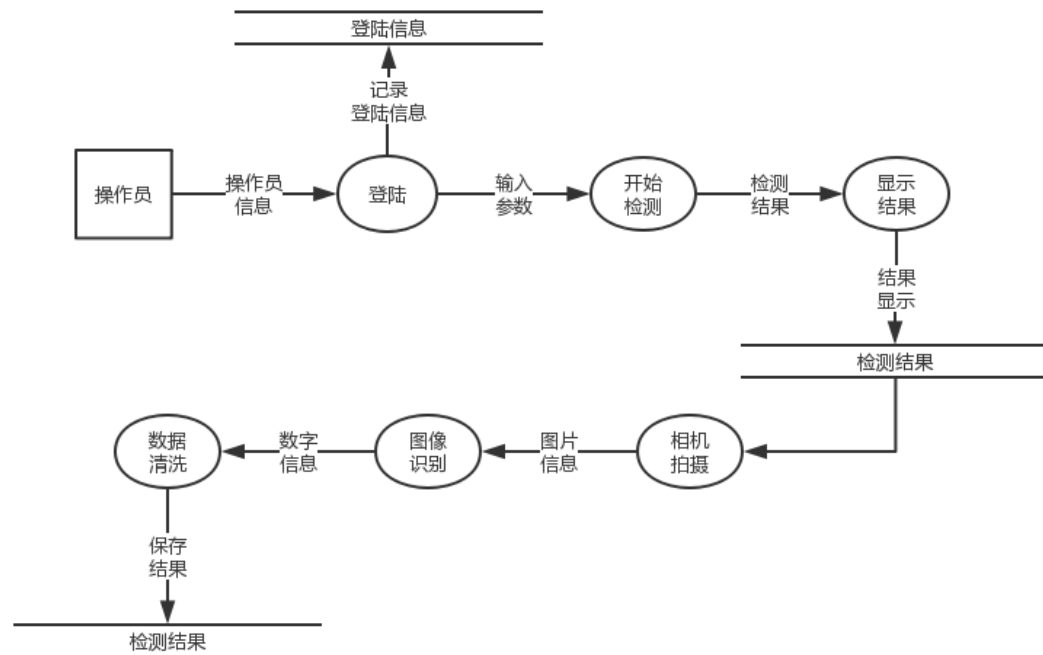 登陆信息
记录
登陆信息
操作员
操作员
信息
登陆
输入
参数
开始
检测
检测
结果
显示
结果
结果
显示
检测结果
数据
清洗
数字
信息
图像
识别
图片
信息
相机
拍摄
保存
结果
检测结果